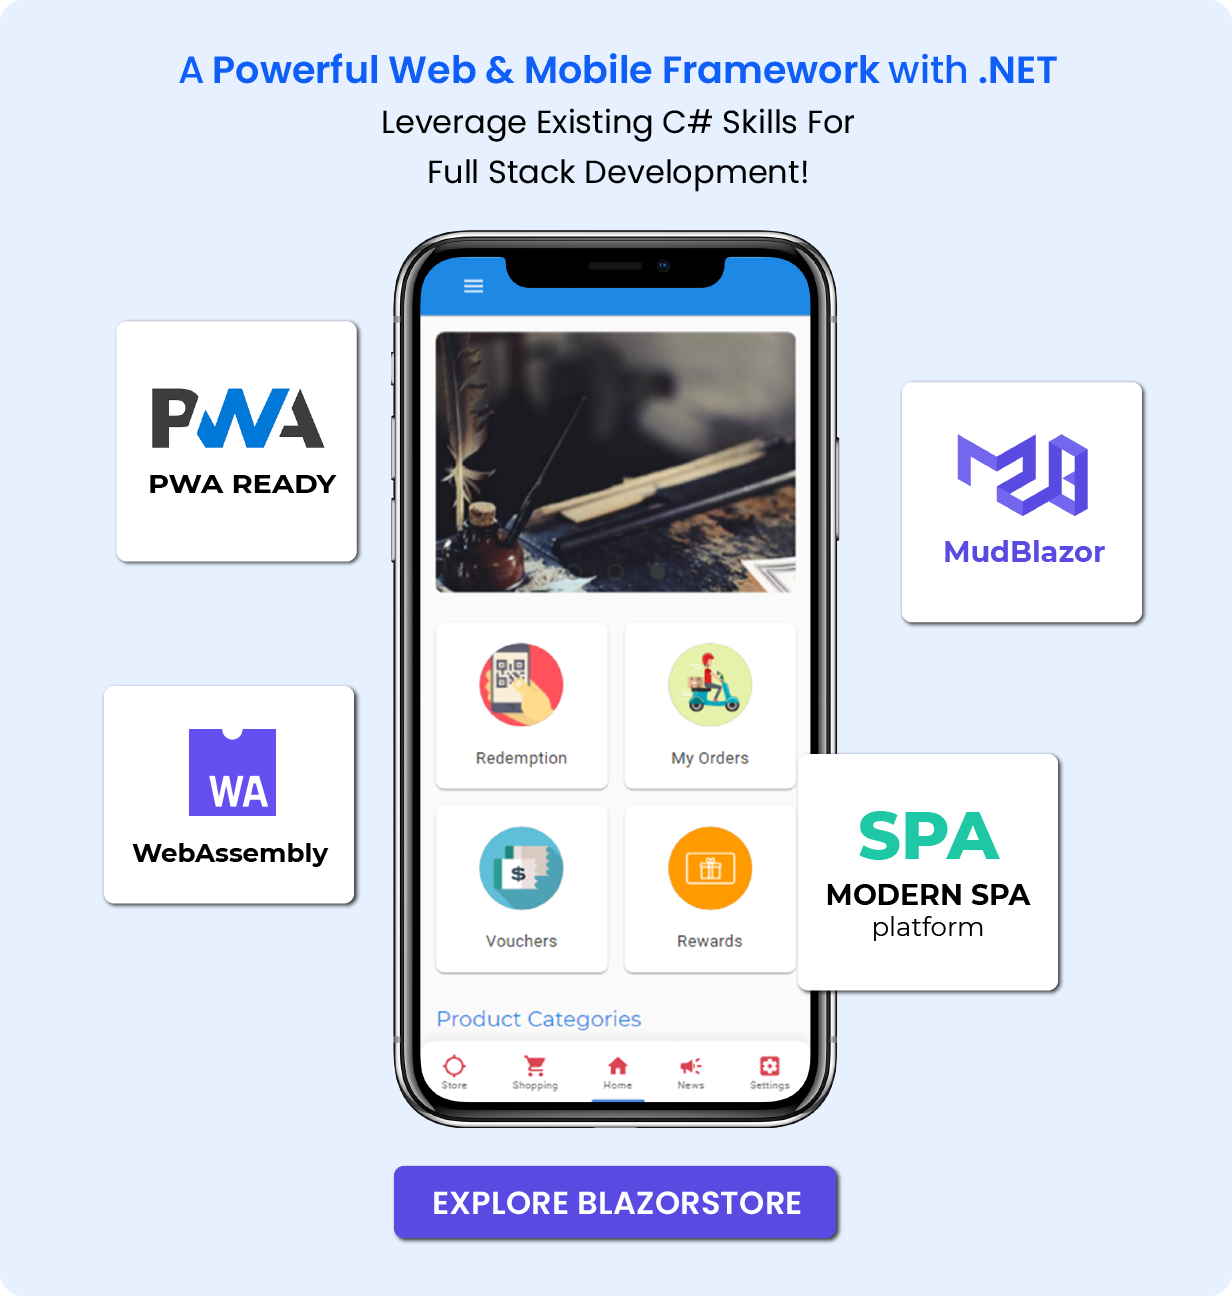 A Powerful Web & Mobile Framework with .NET
Leverage Existing C# Skills For
Full Stack Development!
PWA
PWA READY
MB
MudBlazor
WA
WebAssembly
Redemption
My Orders
$
Vouchers
Rewards
SPA
MODERN SPA
platform
Product Categories
Store
Shopping
Home
News
Settings
EXPLORE BLAZORSTORE